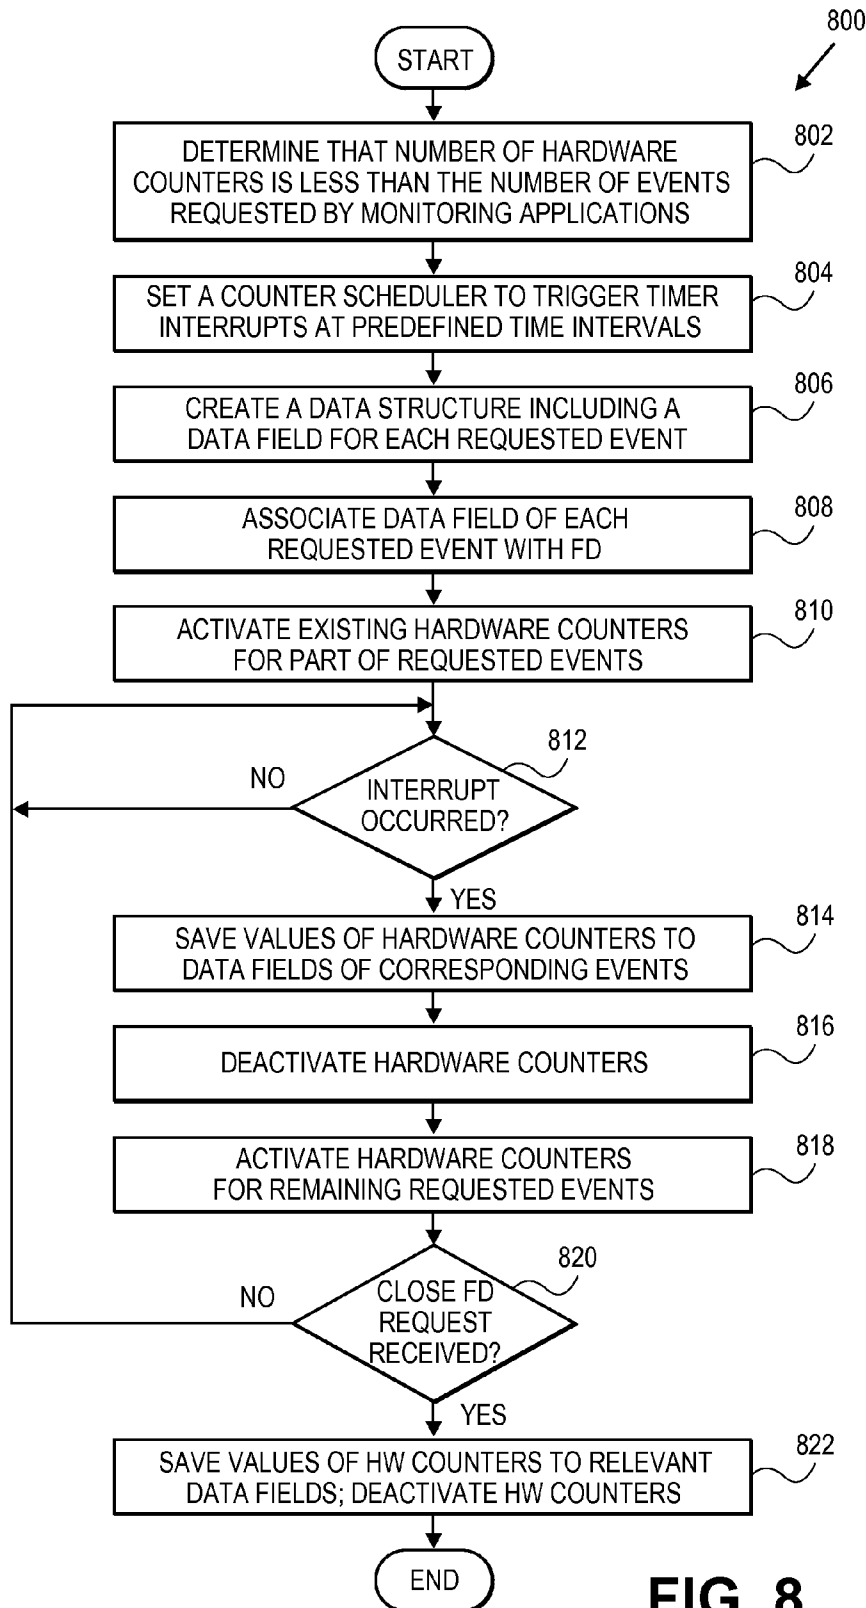 800
START
DETERMINE THAT NUMBER OF HARDWARE
COUNTERS IS LESS THAN THE NUMBER OF EVENTS
REQUESTED BY MONITORING APPLICATIONS
802
SET A COUNTER SCHEDULER TO TRIGGER TIMER
INTERRUPTS AT PREDEFINED TIME INTERVALS
804
CREATE A DATA STRUCTURE INCLUDING A
DATA FIELD FOR EACH REQUESTED EVENT
806
ASSOCIATE DATA FIELD OF EACH
REQUESTED EVENT WITH FD
808
ACTIVATE EXISTING HARDWARE COUNTERS
FOR PART OF REQUESTED EVENTS
810
812
NO
INTERRUPT
OCCURRED?
YES
SAVE VALUES OF HARDWARE COUNTERS TO
DATA FIELDS OF CORRESPONDING EVENTS
814
DEACTIVATE HARDWARE COUNTERS
816
ACTIVATE HARDWARE COUNTERS
FOR REMAINING REQUESTED EVENTS
818
820
NO
CLOSE FD
REQUEST
RECEIVED?
YES
SAVE VALUES OF HW COUNTERS TO RELEVANT
DATA FIELDS; DEACTIVATE HW COUNTERS
822
END
FIG. 8